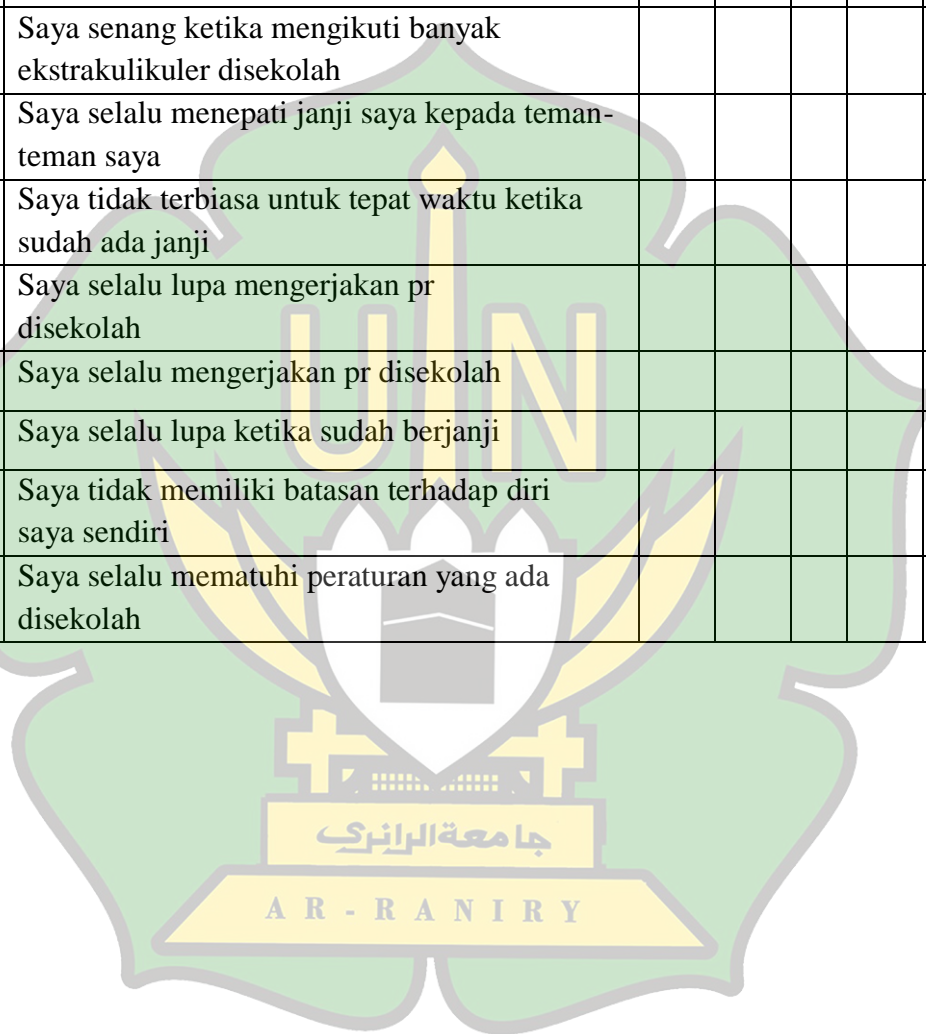 Saya senang ketika mengikuti banyak
ekstrakulikuler disekolah
Saya selalu menepati janji saya kepada teman-
teman saya
Saya tidak terbiasa untuk tepat waktu ketika
sudah ada janji
Saya selalu lupa mengerjakan pr
disekolah
Saya selalu mengerjakan pr disekolah
Saya selalu lupa ketika sudah berjanji
Saya tidak memiliki batasan terhadap diri
saya sendiri
Saya selalu mematuhi peraturan yang ada
disekolah
UIN
جامعةالرانري
AR-RANIRY